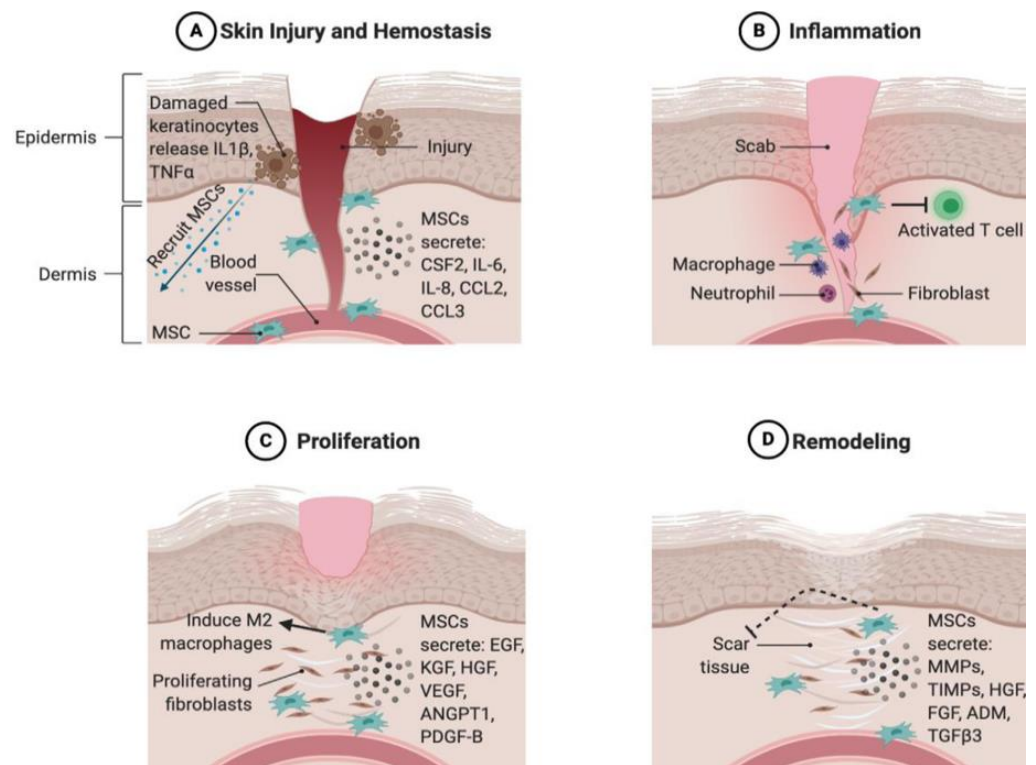 A Skin Injury and Hemostasis
Epidermis
Dermis
Damaged
keratinocytes
release IL1β,
TNFα
Injury
Recruit MSCs
Blood
vessel
MSC
MSCs
secrete:
CSF2, IL-6,
IL-8, CCL2,
CCL3
B Inflammation
Scab
Activated T cell
Macrophage
Neutrophil
Fibroblast
C Proliferation
Induce M2
macrophages
Proliferating
fibroblasts
MSCs
secrete: EGF,
KGF, HGF,
VEGF,
ANGPT1,
PDGF-B
D Remodeling
Scar
tissue
MSCs
secrete:
MMPs,
TIMPs, HGF,
FGF, ADM,
TGFβ3